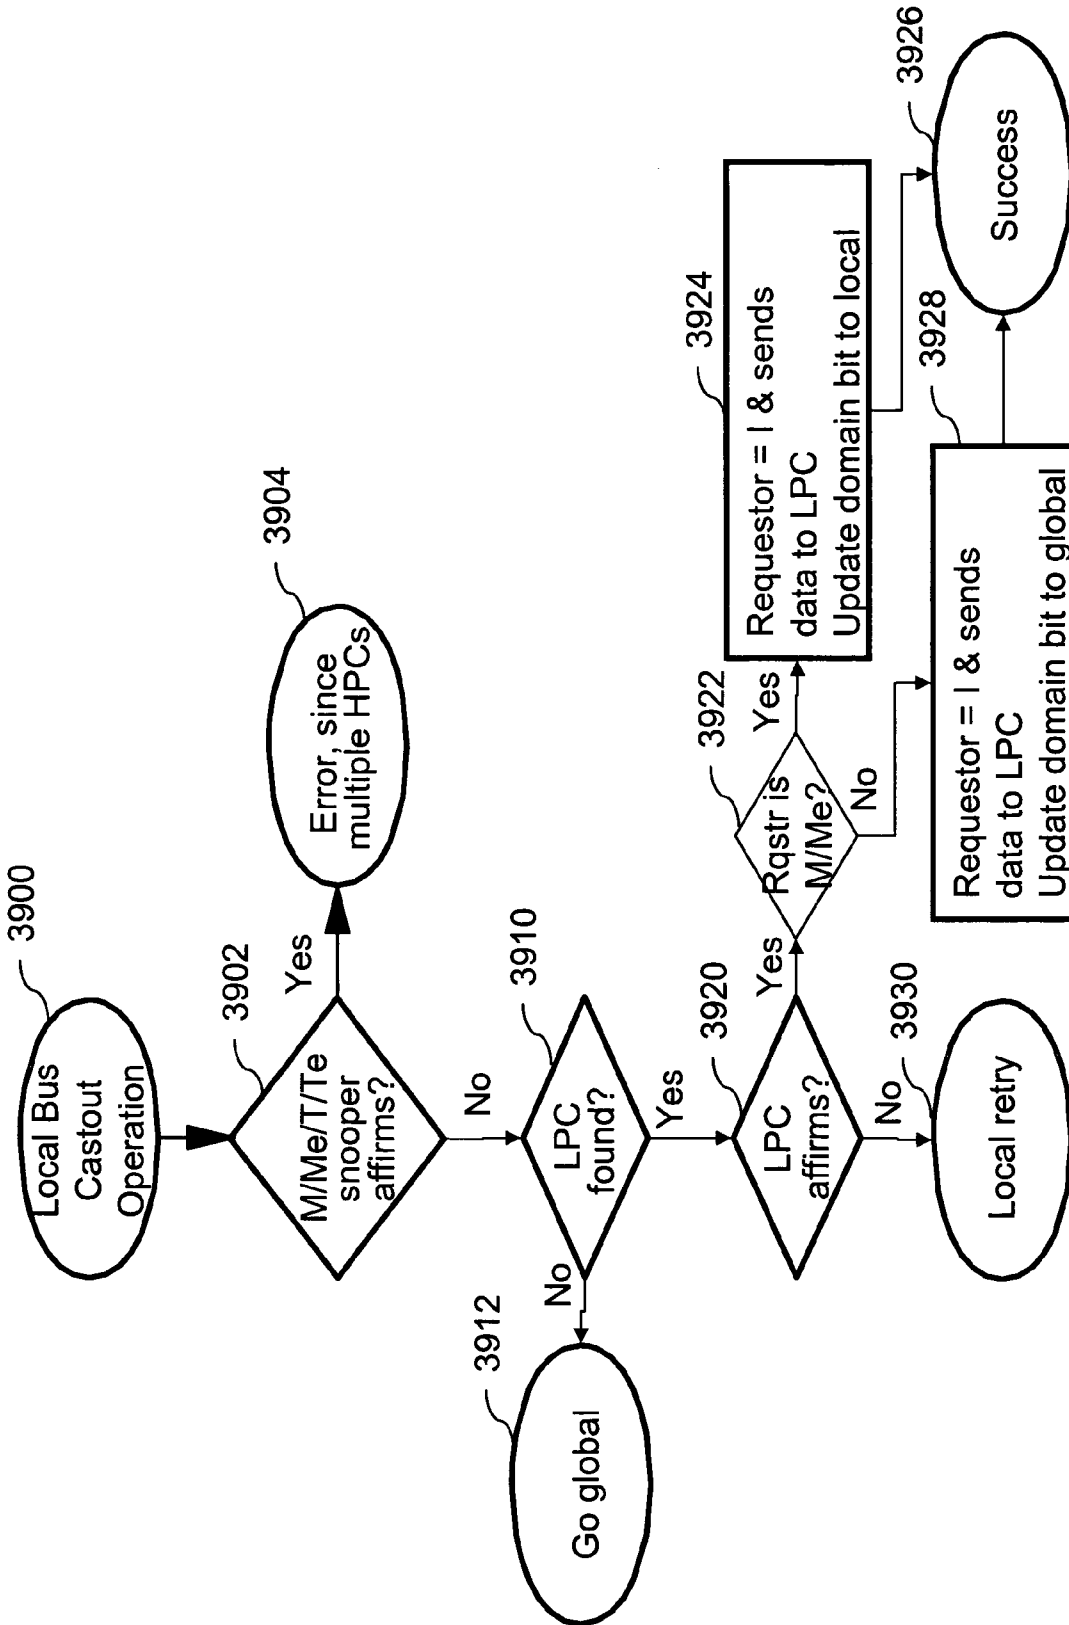 3900
Local Bus
Castout
Operation
3902
M/Me/T/Te
snooper
affirms?
Yes
3904
Error, since
multiple HPCs
No
3910
LPC
found?
No
3912
Go global
Yes
3920
LPC
affirms?
No
3930
Local retry
Yes
3922
Rqstr is
M/Me?
Yes
3924
Requestor = I & sends
data to LPC
Update domain bit to local
No
3928
Requestor = I & sends
data to LPC
Update domain bit to global
3926
Success